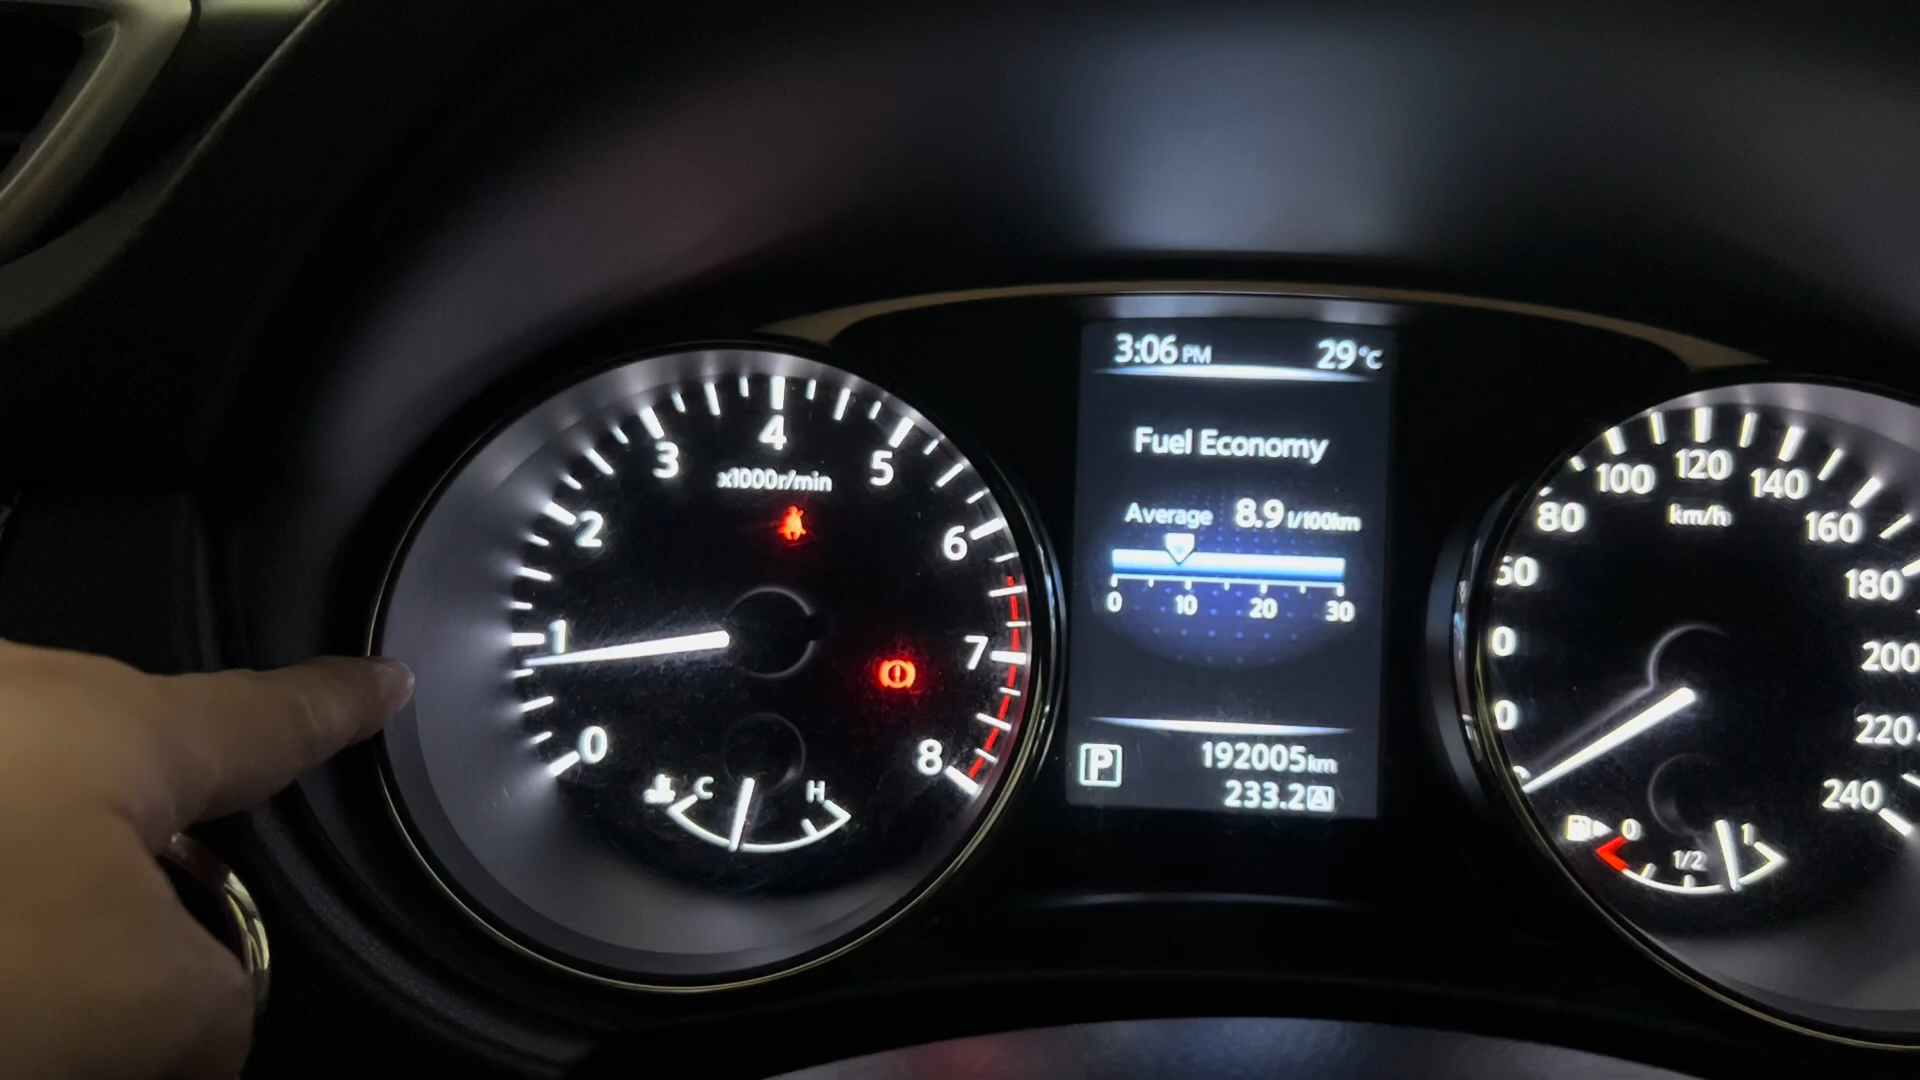 3:06 PM 29°C
Fuel Economy
Average 8.9 l/100km
0 10 20 30
P 192005km
233.2 A
0 1 2 3 4 5 6 7 8
x1000r/min
C H
80 100 120 140 160 180 200 220 240
km/h
0 1/2 1